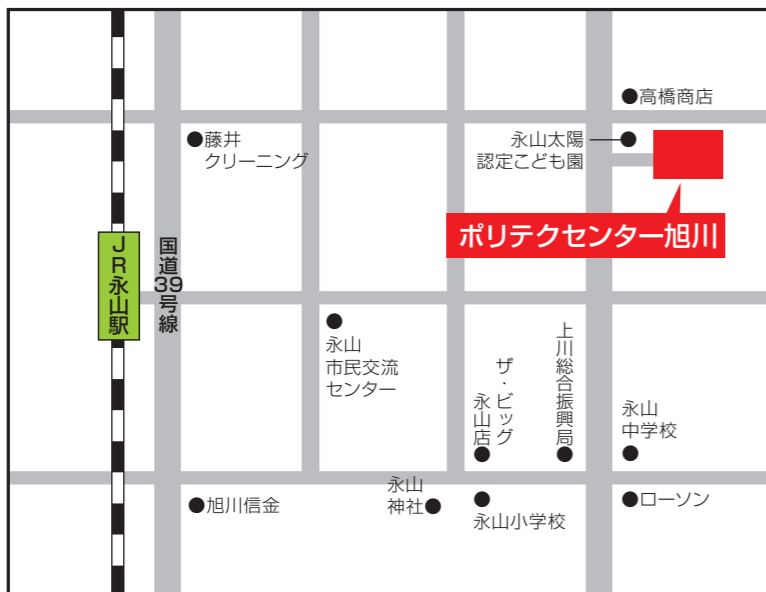 高橋商店
藤井
クリーニング
永山太陽
認定こども園
ポリテクセンター旭川
JR永山駅
国道39号線
永山
市民交流
センター
ザ・ビッグ
永山店
上川総合振興局
永山
中学校
旭川信金
永山
神社
永山小学校
ローソン